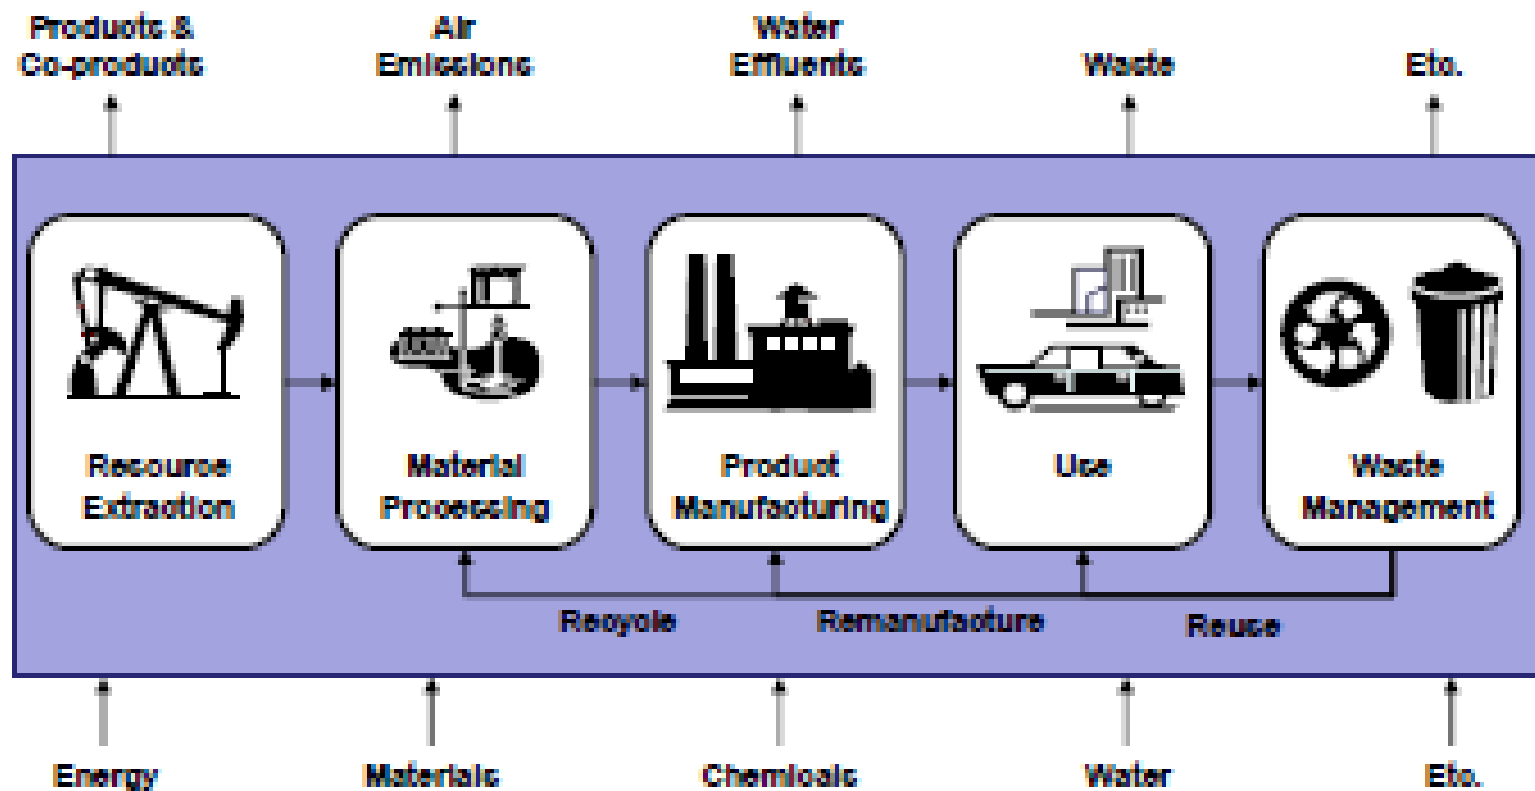 Products &
Co-products
Air
Emissions
Water
Effluents
Waste
Etc.
Resource
Extraction
Material
Processing
Product
Manufacturing
Use
Waste
Management
Recycle
Remanufacture
Reuse
Energy
Materials
Chemicals
Water
Etc.